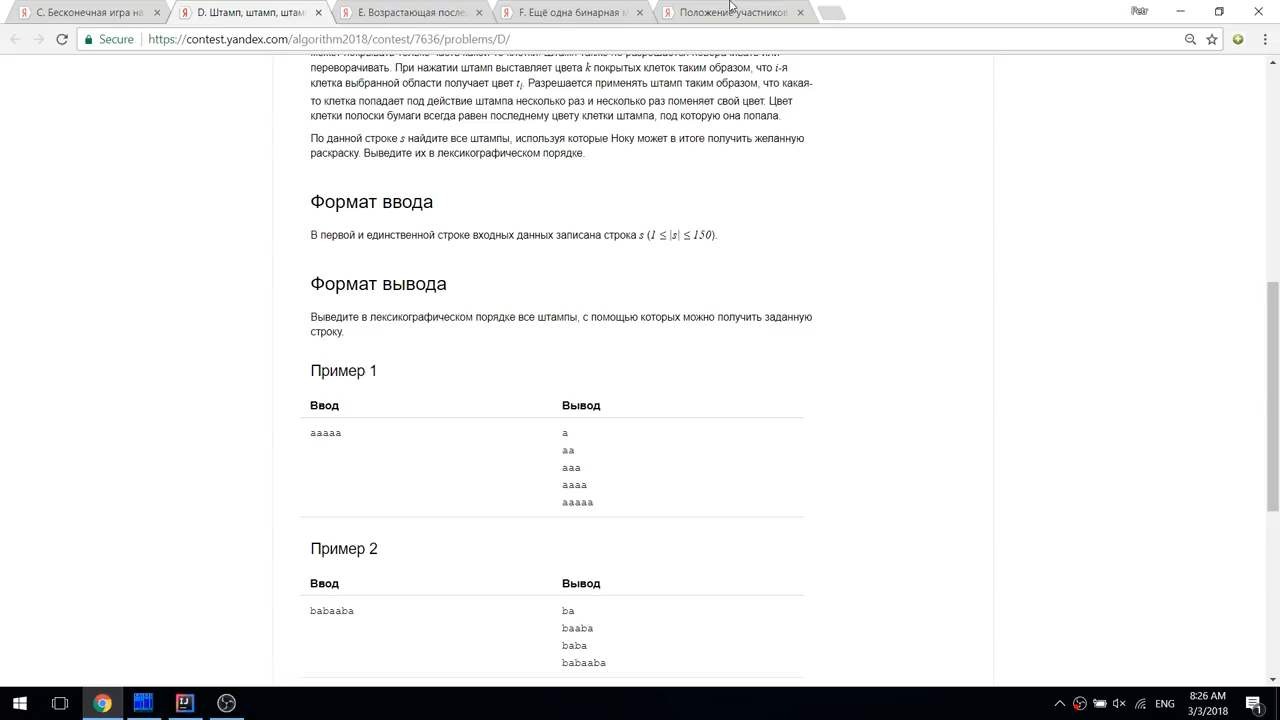 С. Бесконечная игра на
D. Штамп, штамп, штам
Е. Возрастающая после
F. Ещё одна бинарная м
Положение участников
Petr
Secure
https://contest.yandex.com/algorithm2018/contest/7636/problems/D/
переворачивать. При нажатии штамп выставляет цвета k покрытых клеток таким образом, что i-я
клетка выбранной области получает цвет ti. Разрешается применять штамп таким образом, что какая-
то клетка попадает под действие штампа несколько раз и несколько раз поменяет свой цвет. Цвет
клетки полоски бумаги всегда равен последнему цвету клетки штампа, под которую она попала.
По данной строке s найдите все штампы, используя которые Ноку может в итоге получить желанную
раскраску. Выведите их в лексикографическом порядке.
Формат ввода
В первой и единственной строке входных данных записана строка s (1 ≤ |s| ≤ 150).
Формат вывода
Выведите в лексикографическом порядке все штампы, с помощью которых можно получить заданную
строку.
Пример 1
Ввод Вывод
aaaaa a
aa
aaa
aaaa
aaaaa
Пример 2
Ввод Вывод
babaaba ba
baaba
baba
babaaba
ENG
8:26 AM
3/3/2018
1